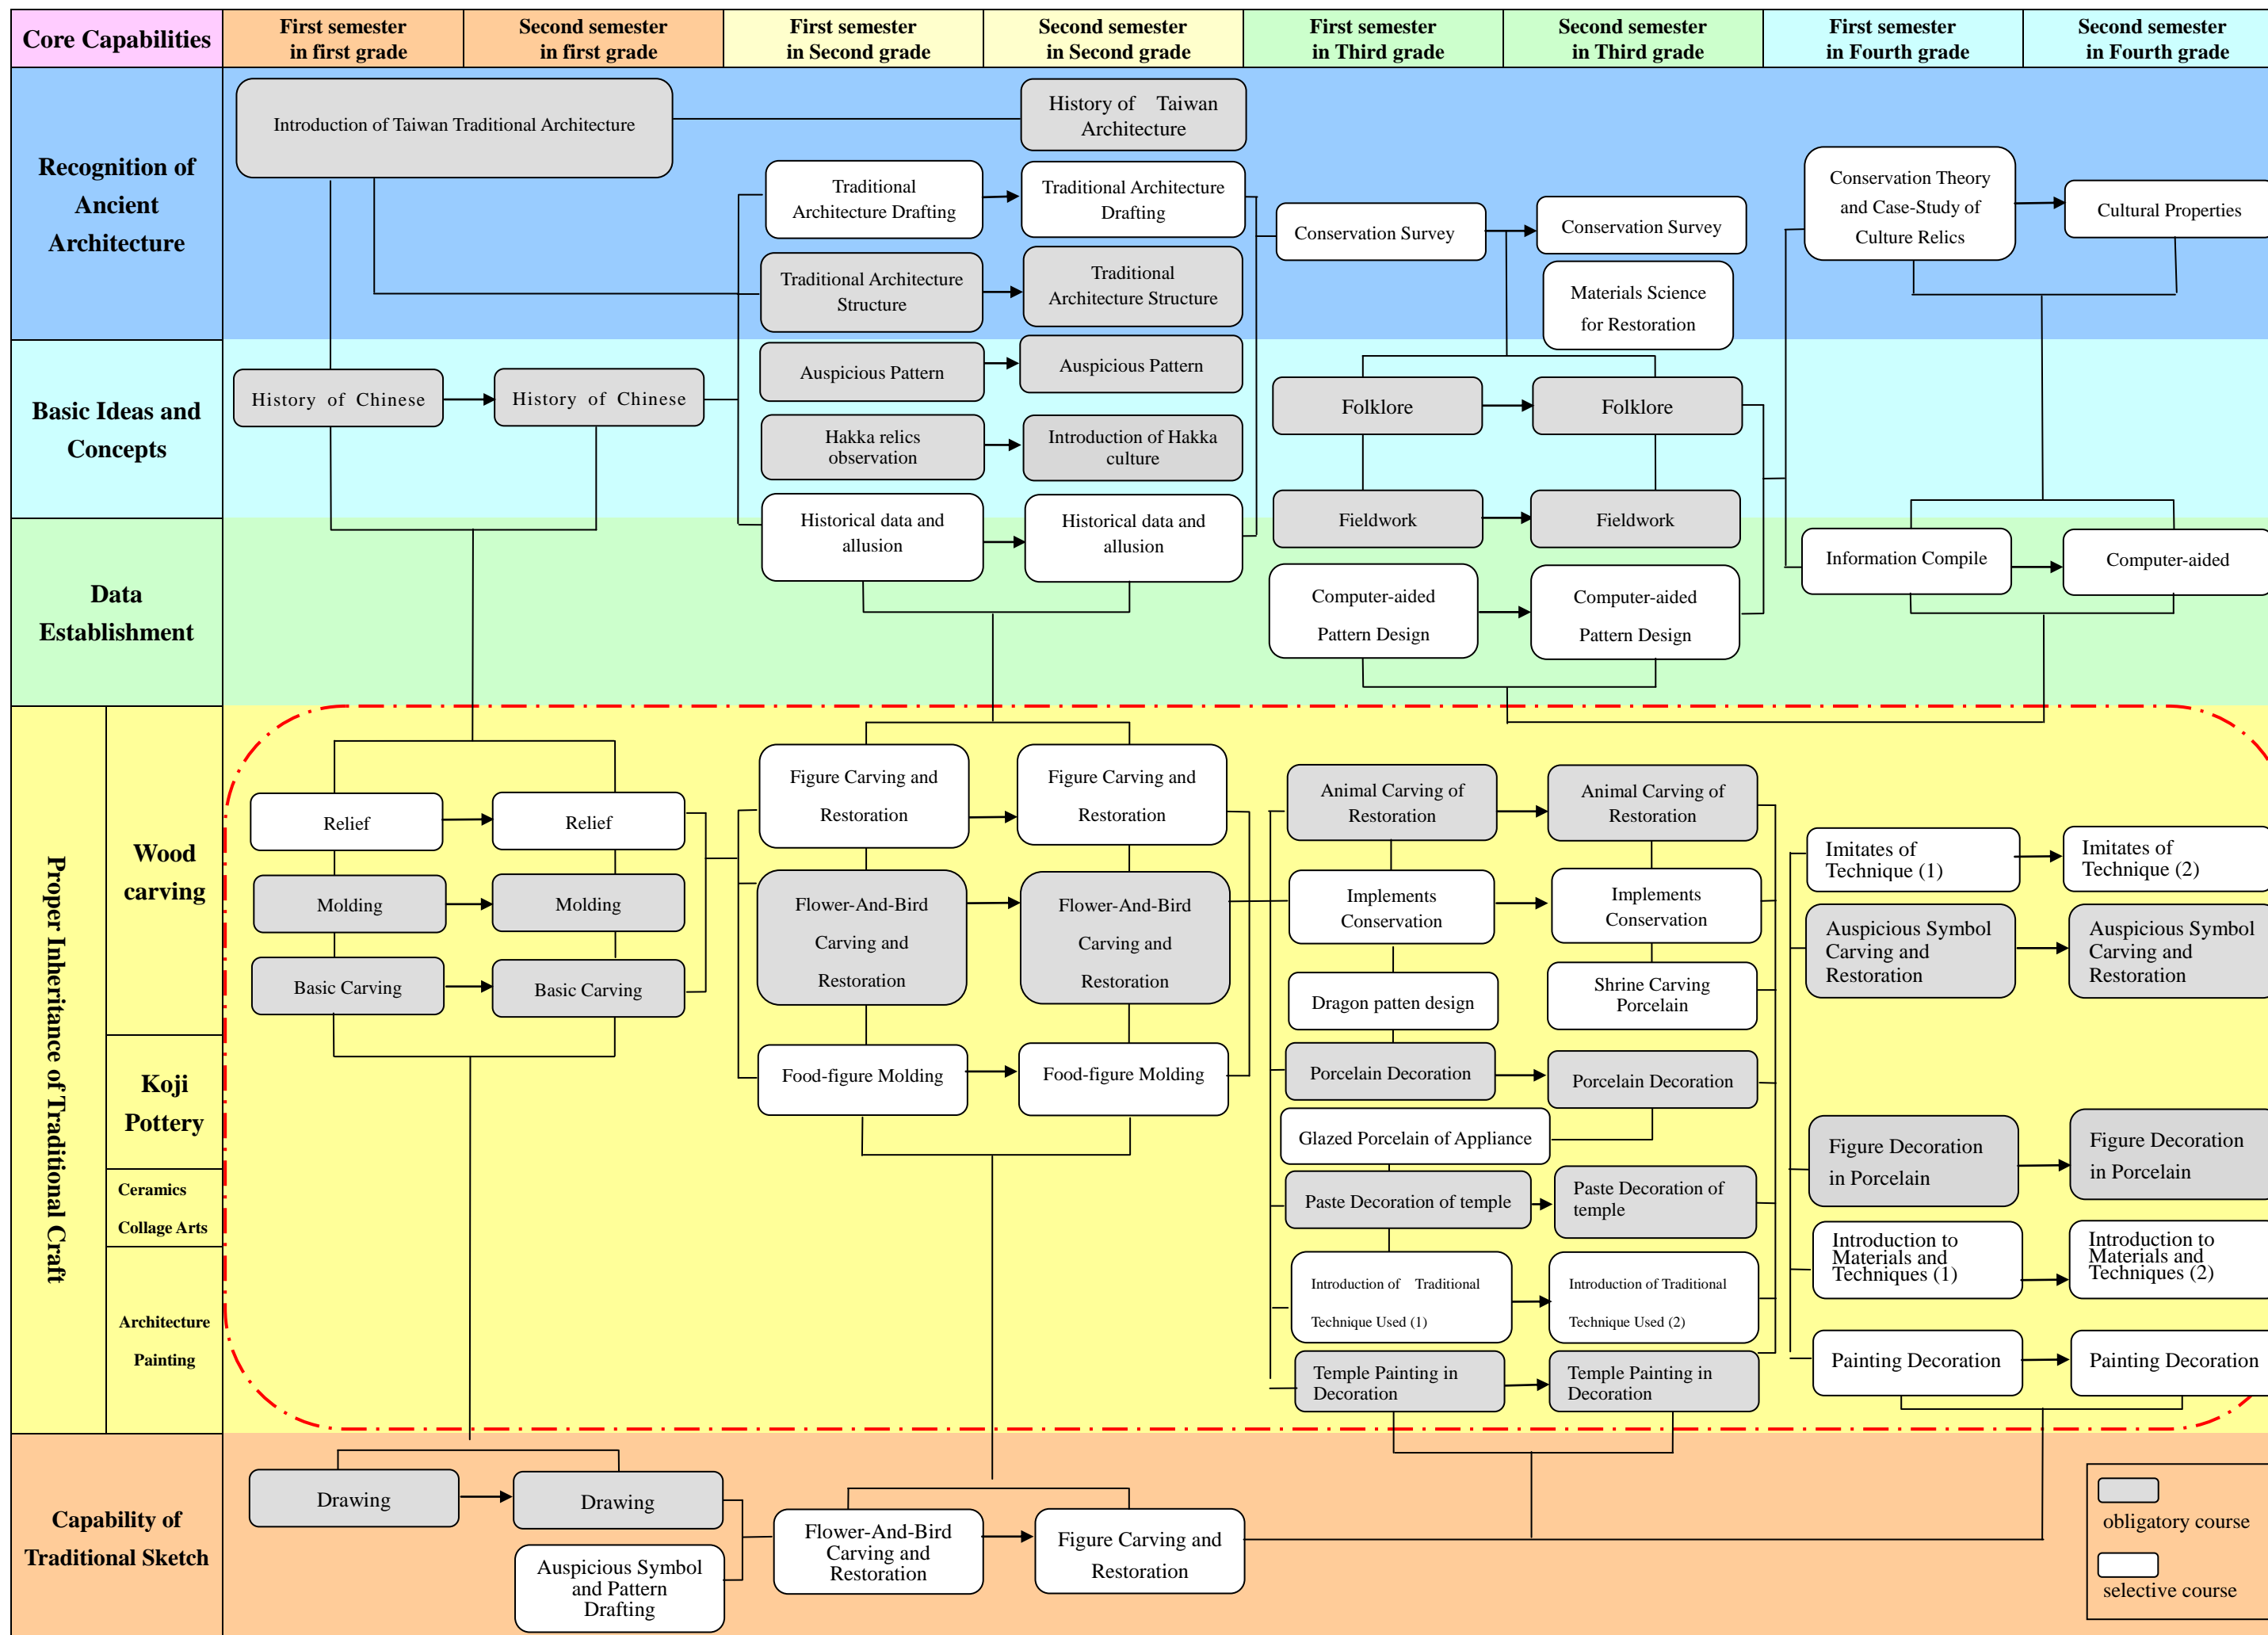 Core Capabilities
First semester
in first grade
Second semester
in first grade
First semester
in Second grade
Second semester
in Second grade
First semester
in Third grade
Second semester
in Third grade
First semester
in Fourth grade
Second semester
in Fourth grade
Recognition of
Ancient
Architecture
Introduction of Taiwan Traditional Architecture
History of Taiwan
Architecture
Traditional
Architecture Drafting
Traditional Architecture
Drafting
Conservation Survey
Conservation Survey
Conservation Theory
and Case-Study of
Culture Relics
Cultural Properties
Traditional Architecture
Structure
Traditional
Architecture Structure
Materials Science
for Restoration
Basic Ideas and
Concepts
History of Chinese
History of Chinese
Auspicious Pattern
Auspicious Pattern
Folklore
Folklore
Hakka relics
observation
Introduction of Hakka
culture
Fieldwork
Fieldwork
Data
Establishment
Historical data and
allusion
Historical data and
allusion
Information Compile
Computer-aided
Computer-aided
Pattern Design
Computer-aided
Pattern Design
Proper Inheritance of Traditional Craft
Wood
carving
Relief
Relief
Figure Carving and
Restoration
Figure Carving and
Restoration
Animal Carving of
Restoration
Animal Carving of
Restoration
Imitates of
Technique (1)
Imitates of
Technique (2)
Molding
Molding
Flower-And-Bird
Carving and
Restoration
Flower-And-Bird
Carving and
Restoration
Implements
Conservation
Implements
Conservation
Auspicious Symbol
Carving and
Restoration
Auspicious Symbol
Carving and
Restoration
Basic Carving
Basic Carving
Dragon patten design
Shrine Carving
Porcelain
Koji
Pottery
Food-figure Molding
Food-figure Molding
Porcelain Decoration
Porcelain Decoration
Glazed Porcelain of Appliance
Figure Decoration
in Porcelain
Figure Decoration
in Porcelain
Ceramics
Collage Arts
Paste Decoration of temple
Paste Decoration of
temple
Introduction to
Materials and
Techniques (1)
Introduction to
Materials and
Techniques (2)
Architecture
Painting
Introduction of Traditional
Technique Used (1)
Introduction of Traditional
Technique Used (2)
Temple Painting in
Decoration
Temple Painting in
Decoration
Painting Decoration
Painting Decoration
Capability of
Traditional Sketch
Drawing
Drawing
Auspicious Symbol
and Pattern
Drafting
Flower-And-Bird
Carving and
Restoration
Figure Carving and
Restoration
obligatory course
selective course